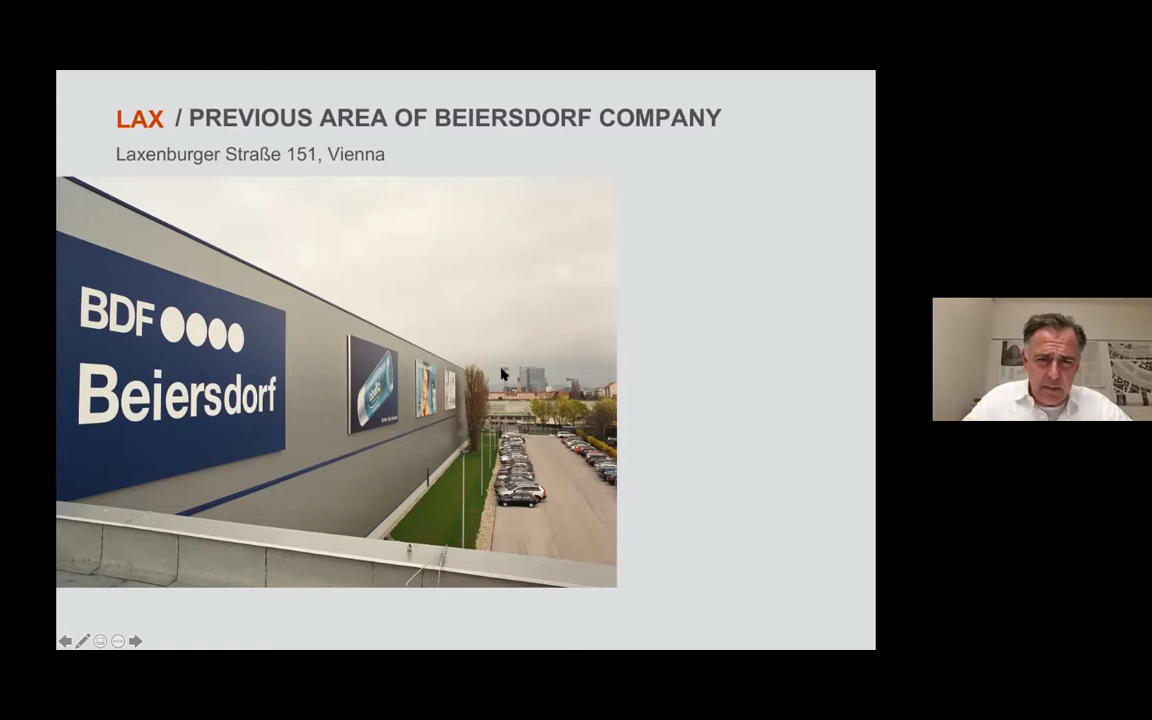 LAX / PREVIOUS AREA OF BEIERSDORF COMPANY
Laxenburger Straße 151, Vienna
BDF
Beiersdorf